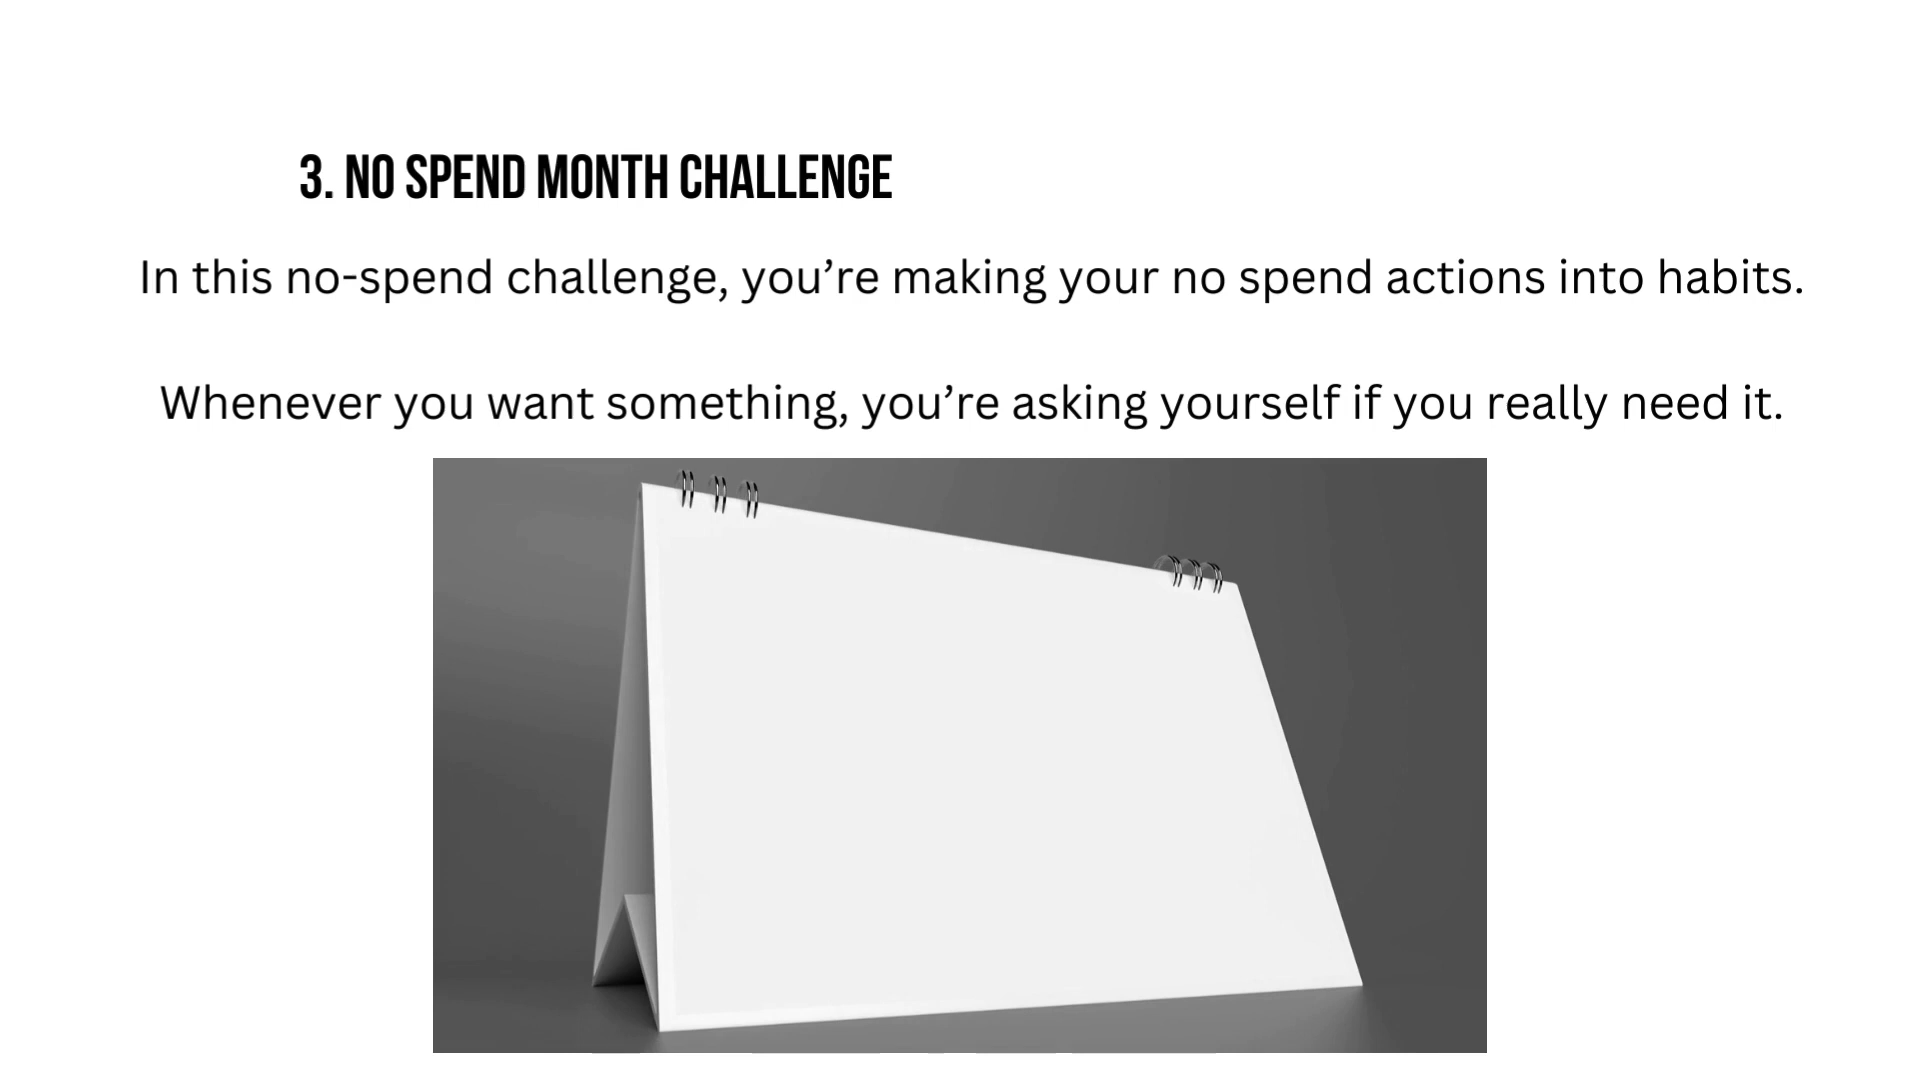 3. NO SPEND MONTH CHALLENGE
In this no-spend challenge, you’re making your no spend actions into habits.
Whenever you want something, you’re asking yourself if you really need it.